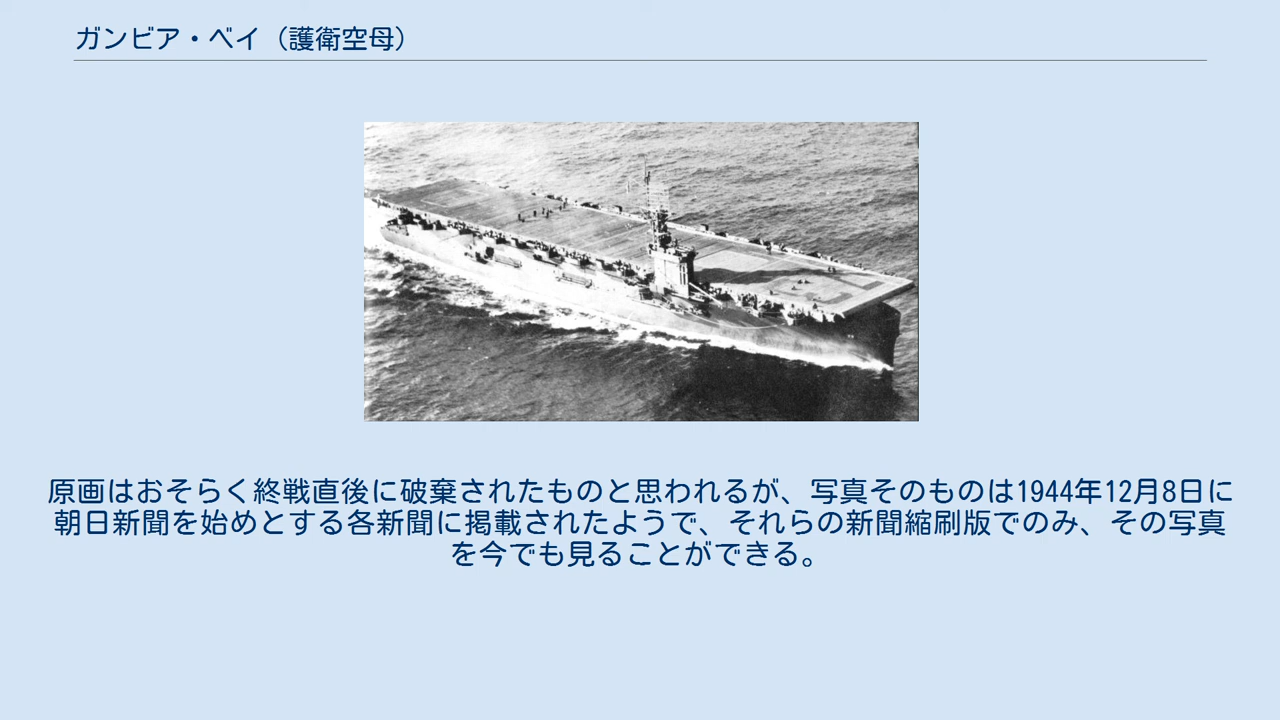 ガンビア・ベイ（護衛空母）
原画はおそらく終戦直後に破棄されたものと思われるが、写真そのものは1944年12月8日に
朝日新聞を始めとする各新聞に掲載されたようで、それらの新聞縮刷版でのみ、その写真
を今でも見ることができる。